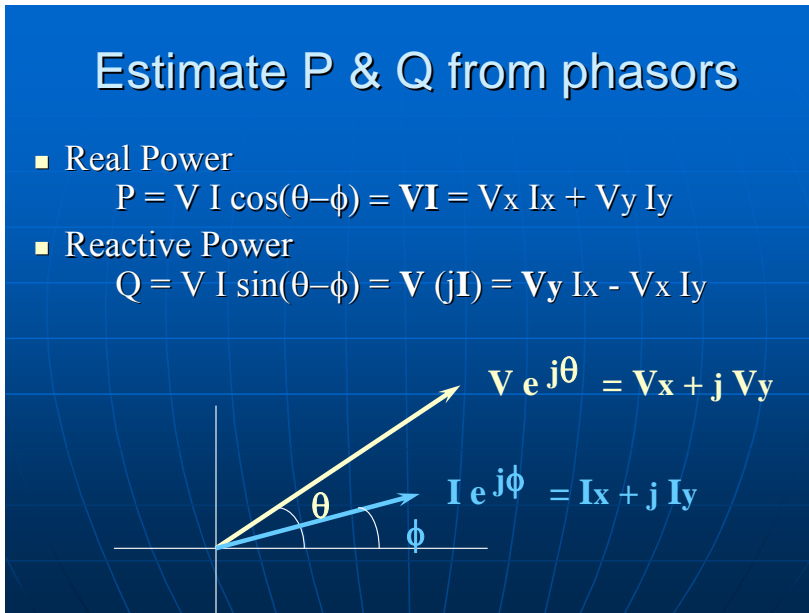 Estimate P & Q from phasors
Real Power
P = V I cos(θ−ϕ) = VI = Vx Ix + Vy Iy
Reactive Power
Q = V I sin(θ−ϕ) = V (jI) = Vy Ix - Vx Iy
V e jθ = Vx + j Vy
I e jϕ = Ix + j Iy
θ
ϕ